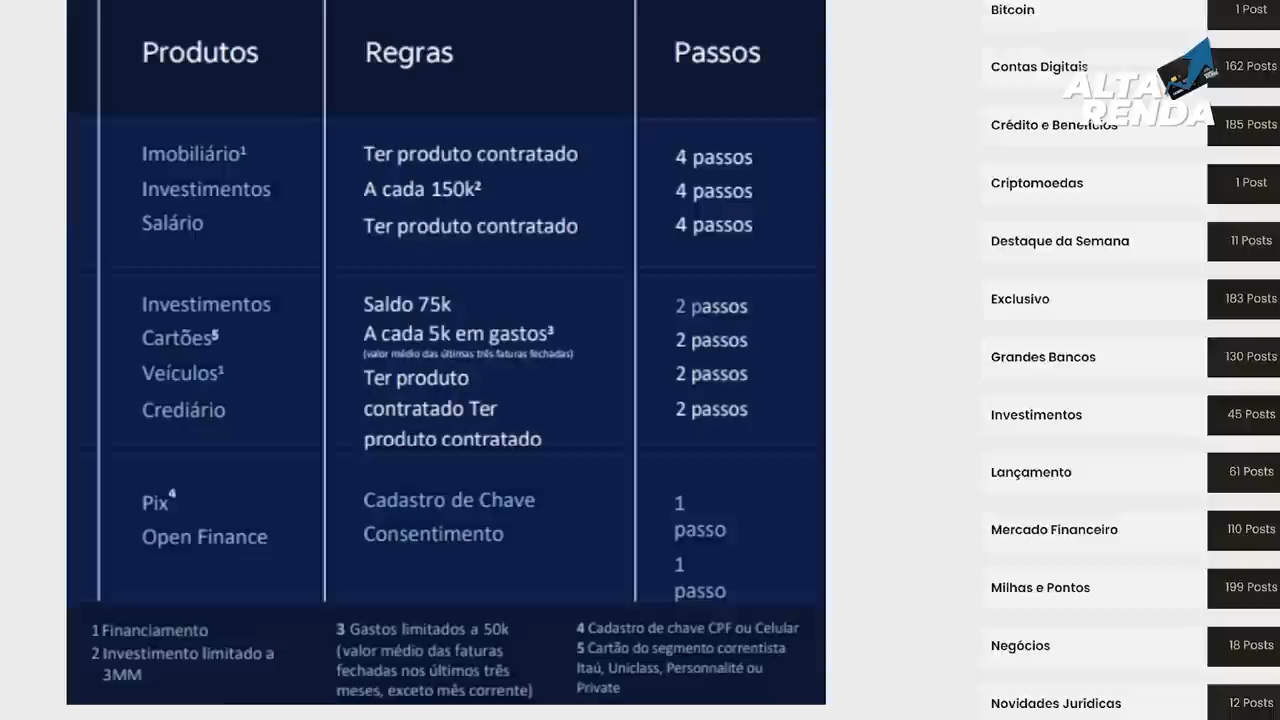 Produtos Regras Passos
Imobiliário¹ Ter produto contratado 4 passos
Investimentos A cada 150k² 4 passos
Salário Ter produto contratado 4 passos
Investimentos Saldo 75k 2 passos
Cartões⁵ A cada 5k em gastos³ 2 passos
(valor médio das últimas três faturas fechadas)
Veículos¹ Ter produto 2 passos
Crediário contratado Ter 2 passos
produto contratado
Pix⁴ Cadastro de Chave 1
passo
Open Finance Consentimento 1
passo
1 Financiamento
2 Investimento limitado a
3MM
3 Gastos limitados a 50k
(valor médio das faturas
fechadas nos últimos três
meses, exceto mês corrente)
4 Cadastro de chave CPF ou Celular
5 Cartão do segmento correntista
Itaú, Uniclass, Personnalité ou
Private
Bitcoin 1 Post
Contas Digitais 162 Posts
ALTA
RENDA
Crédito e Benefícios 185 Posts
Criptomoedas 1 Post
Destaque da Semana 11 Posts
Exclusivo 183 Posts
Grandes Bancos 130 Posts
Investimentos 45 Posts
Lançamento 61 Posts
Mercado Financeiro 110 Posts
Milhas e Pontos 199 Posts
Negócios 18 Posts
Novidades Jurídicas 12 Posts